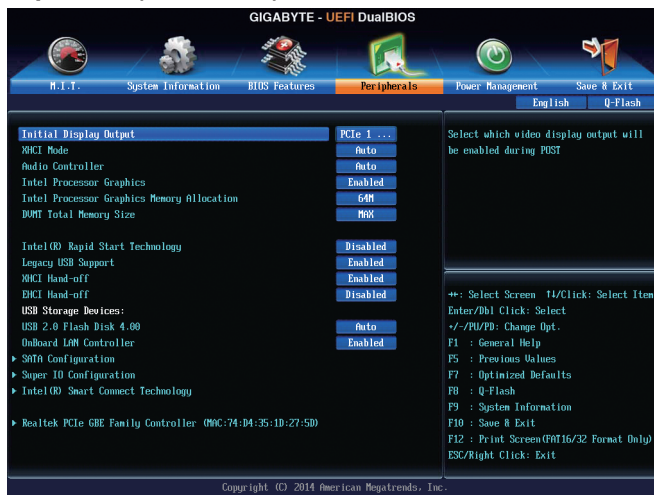 GIGABYTE - UEFI DualBIOS
M.I.T. System Information BIOS Features Peripherals Power Management Save & Exit
English Q-Flash
Initial Display Output PCIe 1 ...
XHCI Mode Auto
Audio Controller Auto
Intel Processor Graphics Enabled
Intel Processor Graphics Memory Allocation 64M
DVMT Total Memory Size MAX
Intel(R) Rapid Start Technology Disabled
Legacy USB Support Enabled
XHCI Hand-off Enabled
EHCI Hand-off Disabled
USB Storage Devices:
USB 2.0 Flash Disk 4.00 Auto
OnBoard LAN Controller Enabled
SATA Configuration
Super IO Configuration
Intel(R) Smart Connect Technology
Realtek PCIe GBE Family Controller (MAC:74:D4:35:1D:27:5D)
Select which video display output will
be enabled during POST
→←: Select Screen ↑↓/Click: Select Item
Enter/Dbl Click: Select
+/-/PU/PD: Change Opt.
F1 : General Help
F5 : Previous Values
F7 : Optimized Defaults
F8 : Q-Flash
F9 : System Information
F10 : Save & Exit
F12 : Print Screen(FAT16/32 Format Only)
ESC/Right Click: Exit
Copyright (C) 2014 American Megatrends, Inc.